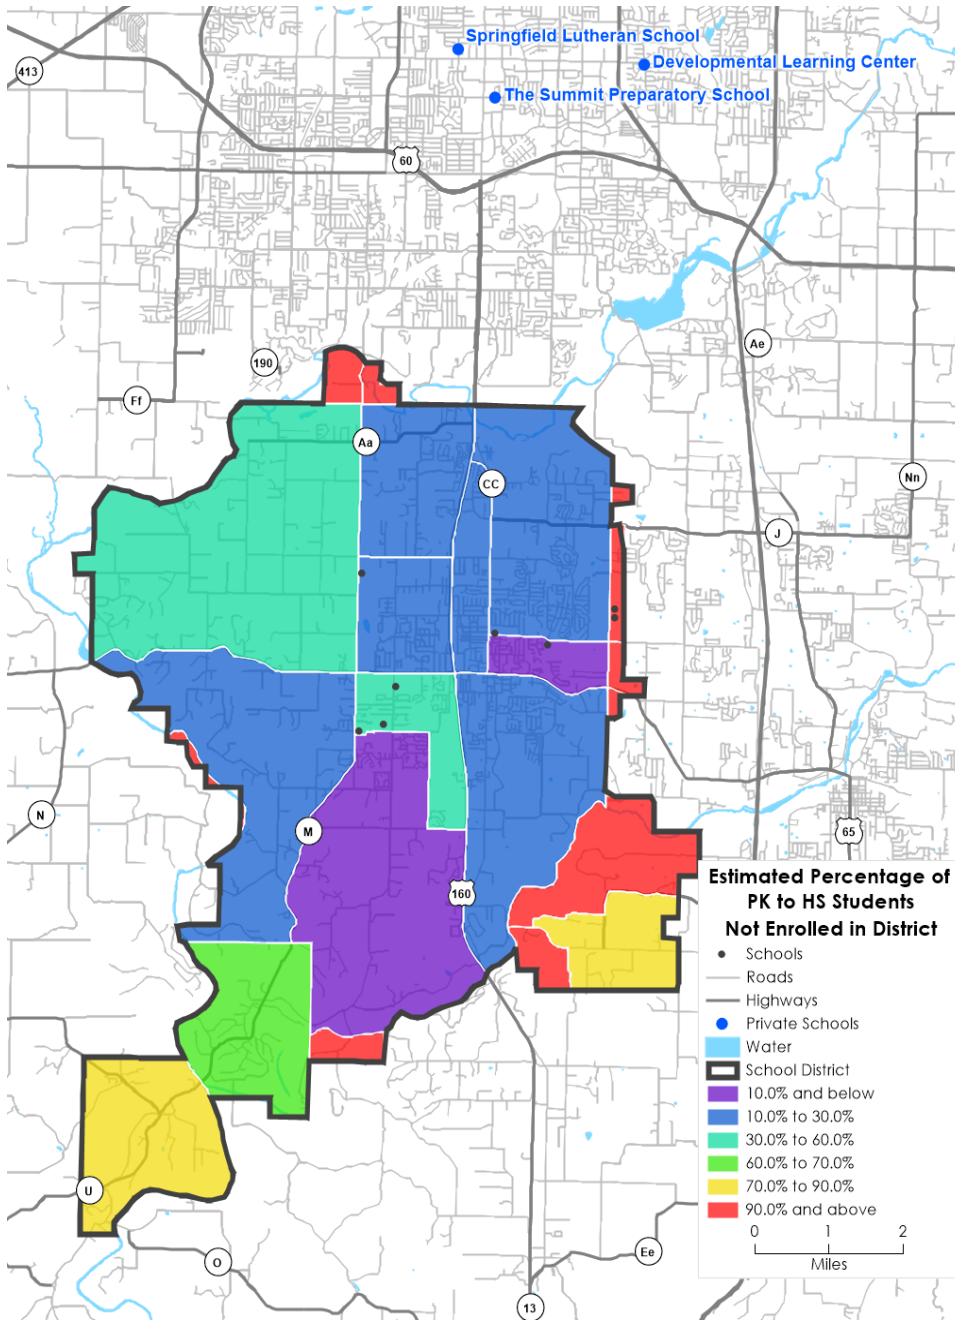 Springfield Lutheran School
Developmental Learning Center
413
The Summit Preparatory School
60
Ae
190
Ff
Aa
Nn
CC
J
N
M
65
160
Estimated Percentage of
PK to HS Students
Not Enrolled in District
Schools
Roads
Highways
Private Schools
Water
School District
10.0% and below
10.0% to 30.0%
30.0% to 60.0%
60.0% to 70.0%
70.0% to 90.0%
90.0% and above
0 1 2
Miles
U
O
Ee
13